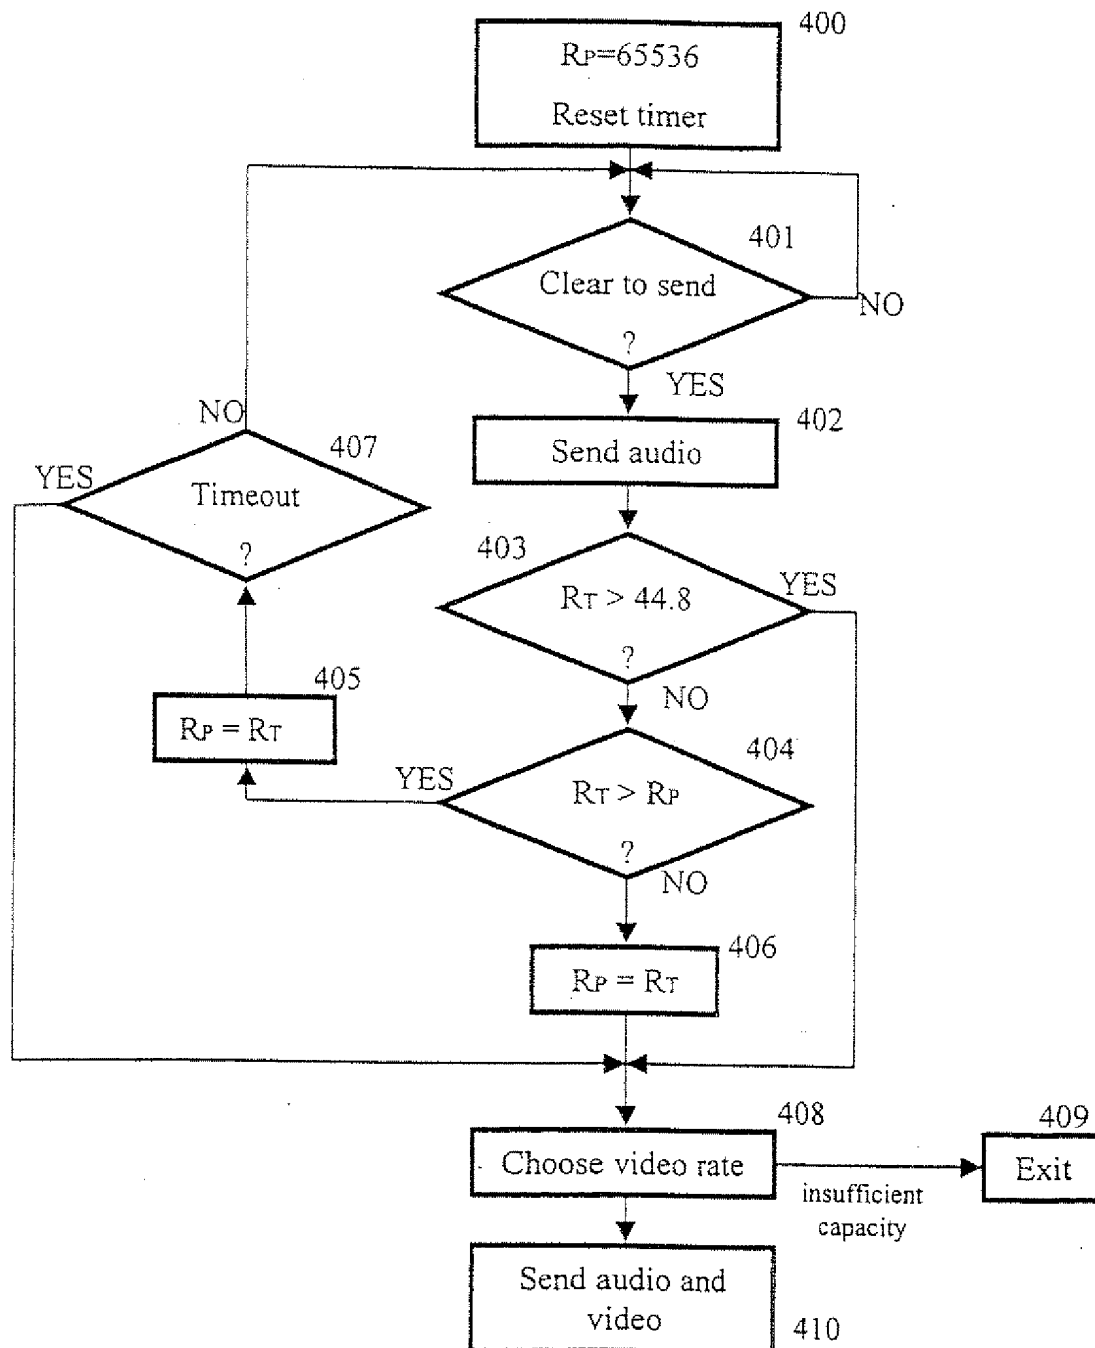 400
RP=65536
Reset timer
401
Clear to send
?
NO
YES
402
Send audio
NO
407
YES
Timeout
?
403
RT > 44.8
?
YES
NO
405
RP = RT
404
YES
RT > RP
?
NO
406
RP = RT
408
Choose video rate
409
Exit
insufficient
capacity
Send audio and
video
410